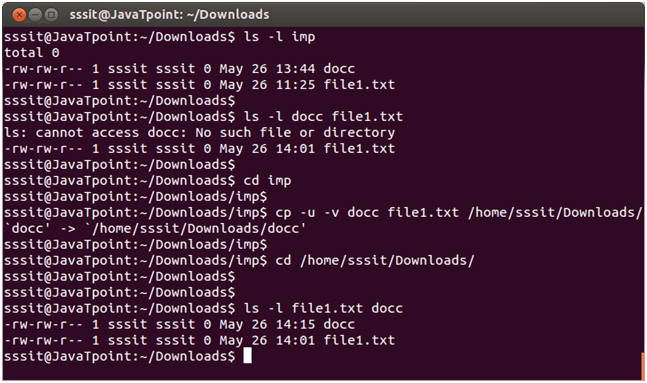 sssit@JavaTpoint: ~/Downloads
sssit@JavaTpoint:~/Downloads$ ls -l imp
total 0
-rw-rw-r-- 1 sssit sssit 0 May 26 13:44 docc
-rw-rw-r-- 1 sssit sssit 0 May 26 11:25 file1.txt
sssit@JavaTpoint:~/Downloads$
sssit@JavaTpoint:~/Downloads$ ls -l docc file1.txt
ls: cannot access docc: No such file or directory
-rw-rw-r-- 1 sssit sssit 0 May 26 14:01 file1.txt
sssit@JavaTpoint:~/Downloads$
sssit@JavaTpoint:~/Downloads$ cd imp
sssit@JavaTpoint:~/Downloads/imp$
sssit@JavaTpoint:~/Downloads/imp$ cp -u -v docc file1.txt /home/sssit/Downloads/
`docc' -> `/home/sssit/Downloads/docc'
sssit@JavaTpoint:~/Downloads/imp$
sssit@JavaTpoint:~/Downloads/imp$ cd /home/sssit/Downloads/
sssit@JavaTpoint:~/Downloads$
sssit@JavaTpoint:~/Downloads$
sssit@JavaTpoint:~/Downloads$ ls -l file1.txt docc
-rw-rw-r-- 1 sssit sssit 0 May 26 14:15 docc
-rw-rw-r-- 1 sssit sssit 0 May 26 14:01 file1.txt
sssit@JavaTpoint:~/Downloads$